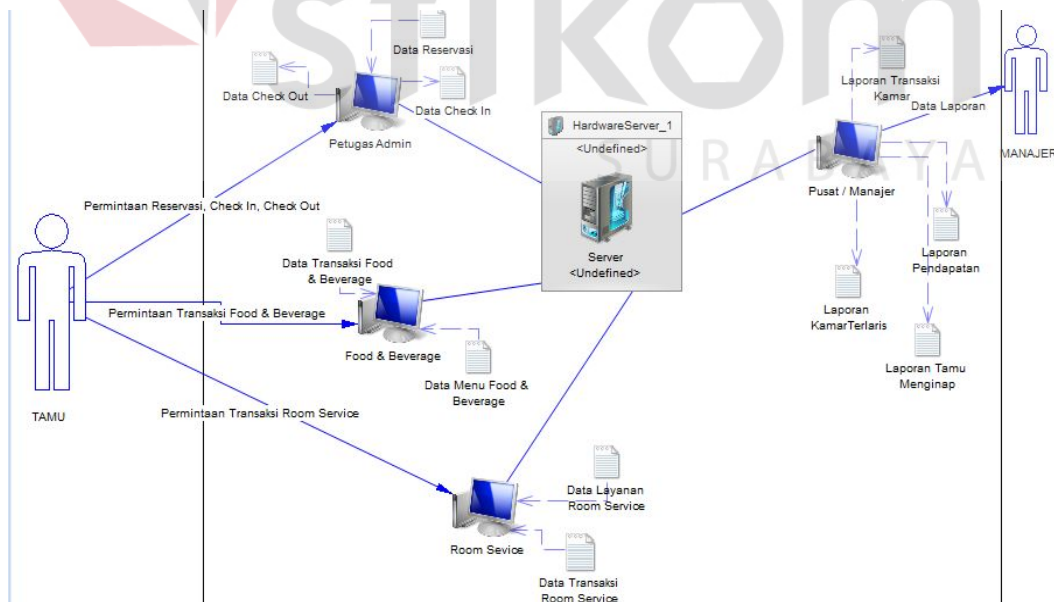 stikom
SURABAYA
Data Reservasi
Data Check Out
Data Check In
Petugas Admin
HardwareServer_1
<Undefined>
Server
<Undefined>
Laporan Transaksi
Kamar
Data Laporan
MANAJER
Pusat / Manajer
Laporan
Pendapatan
Laporan
KamarTerlaris
Laporan Tamu
Menginap
Permintaan Reservasi, Check In, Check Out
Data Transaksi Food
& Beverage
Permintaan Transaksi Food & Beverage
Food & Beverage
Data Menu Food &
Beverage
TAMU
Permintaan Transaksi Room Service
Data Layanan
Room Service
Room Sevice
Data Transaksi
Room Service